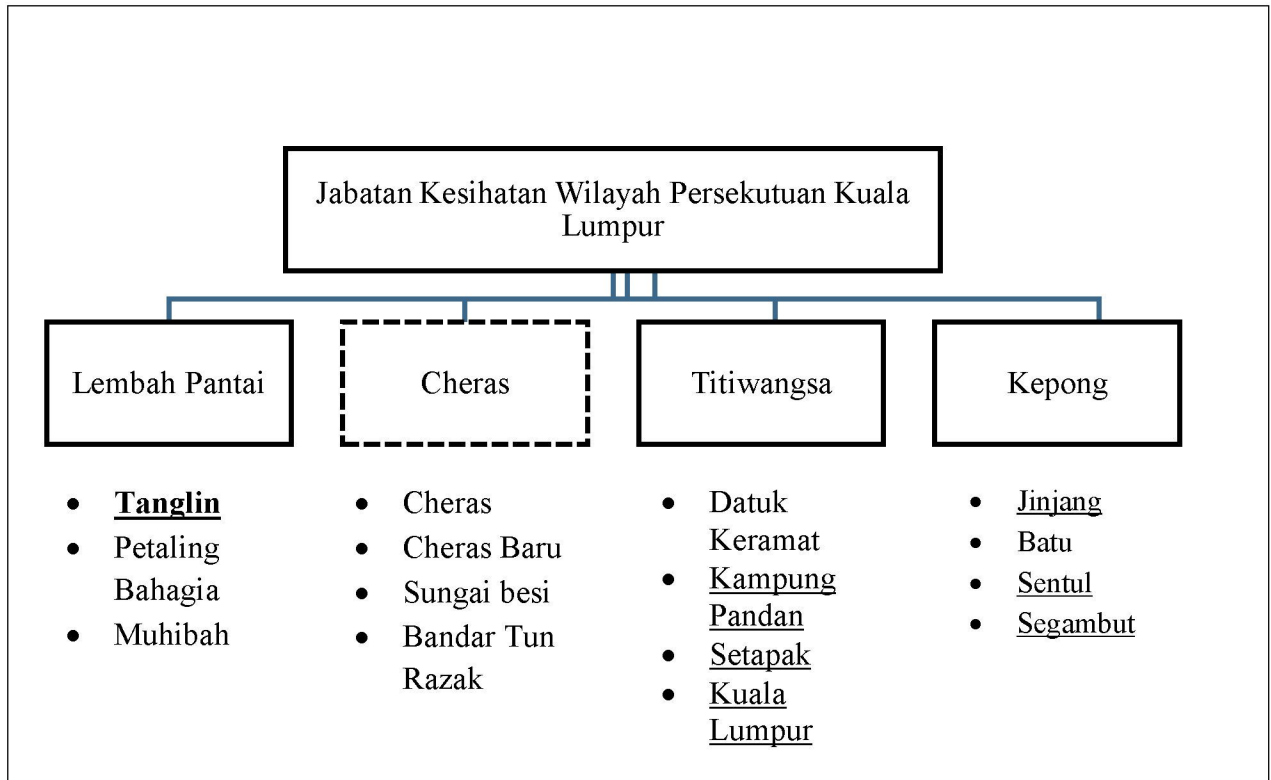 Jabatan Kesihatan Wilayah Persekutuan Kuala
Lumpur
Lembah Pantai
Cheras
Titiwangsa
Kepong
• Tanglin
• Petaling
Bahagia
• Muhibah
• Cheras
• Cheras Baru
• Sungai besi
• Bandar Tun
Razak
• Datuk
Keramat
• Kampung
Pandan
• Setapak
• Kuala
Lumpur
• Jinjang
• Batu
• Sentul
• Segambut